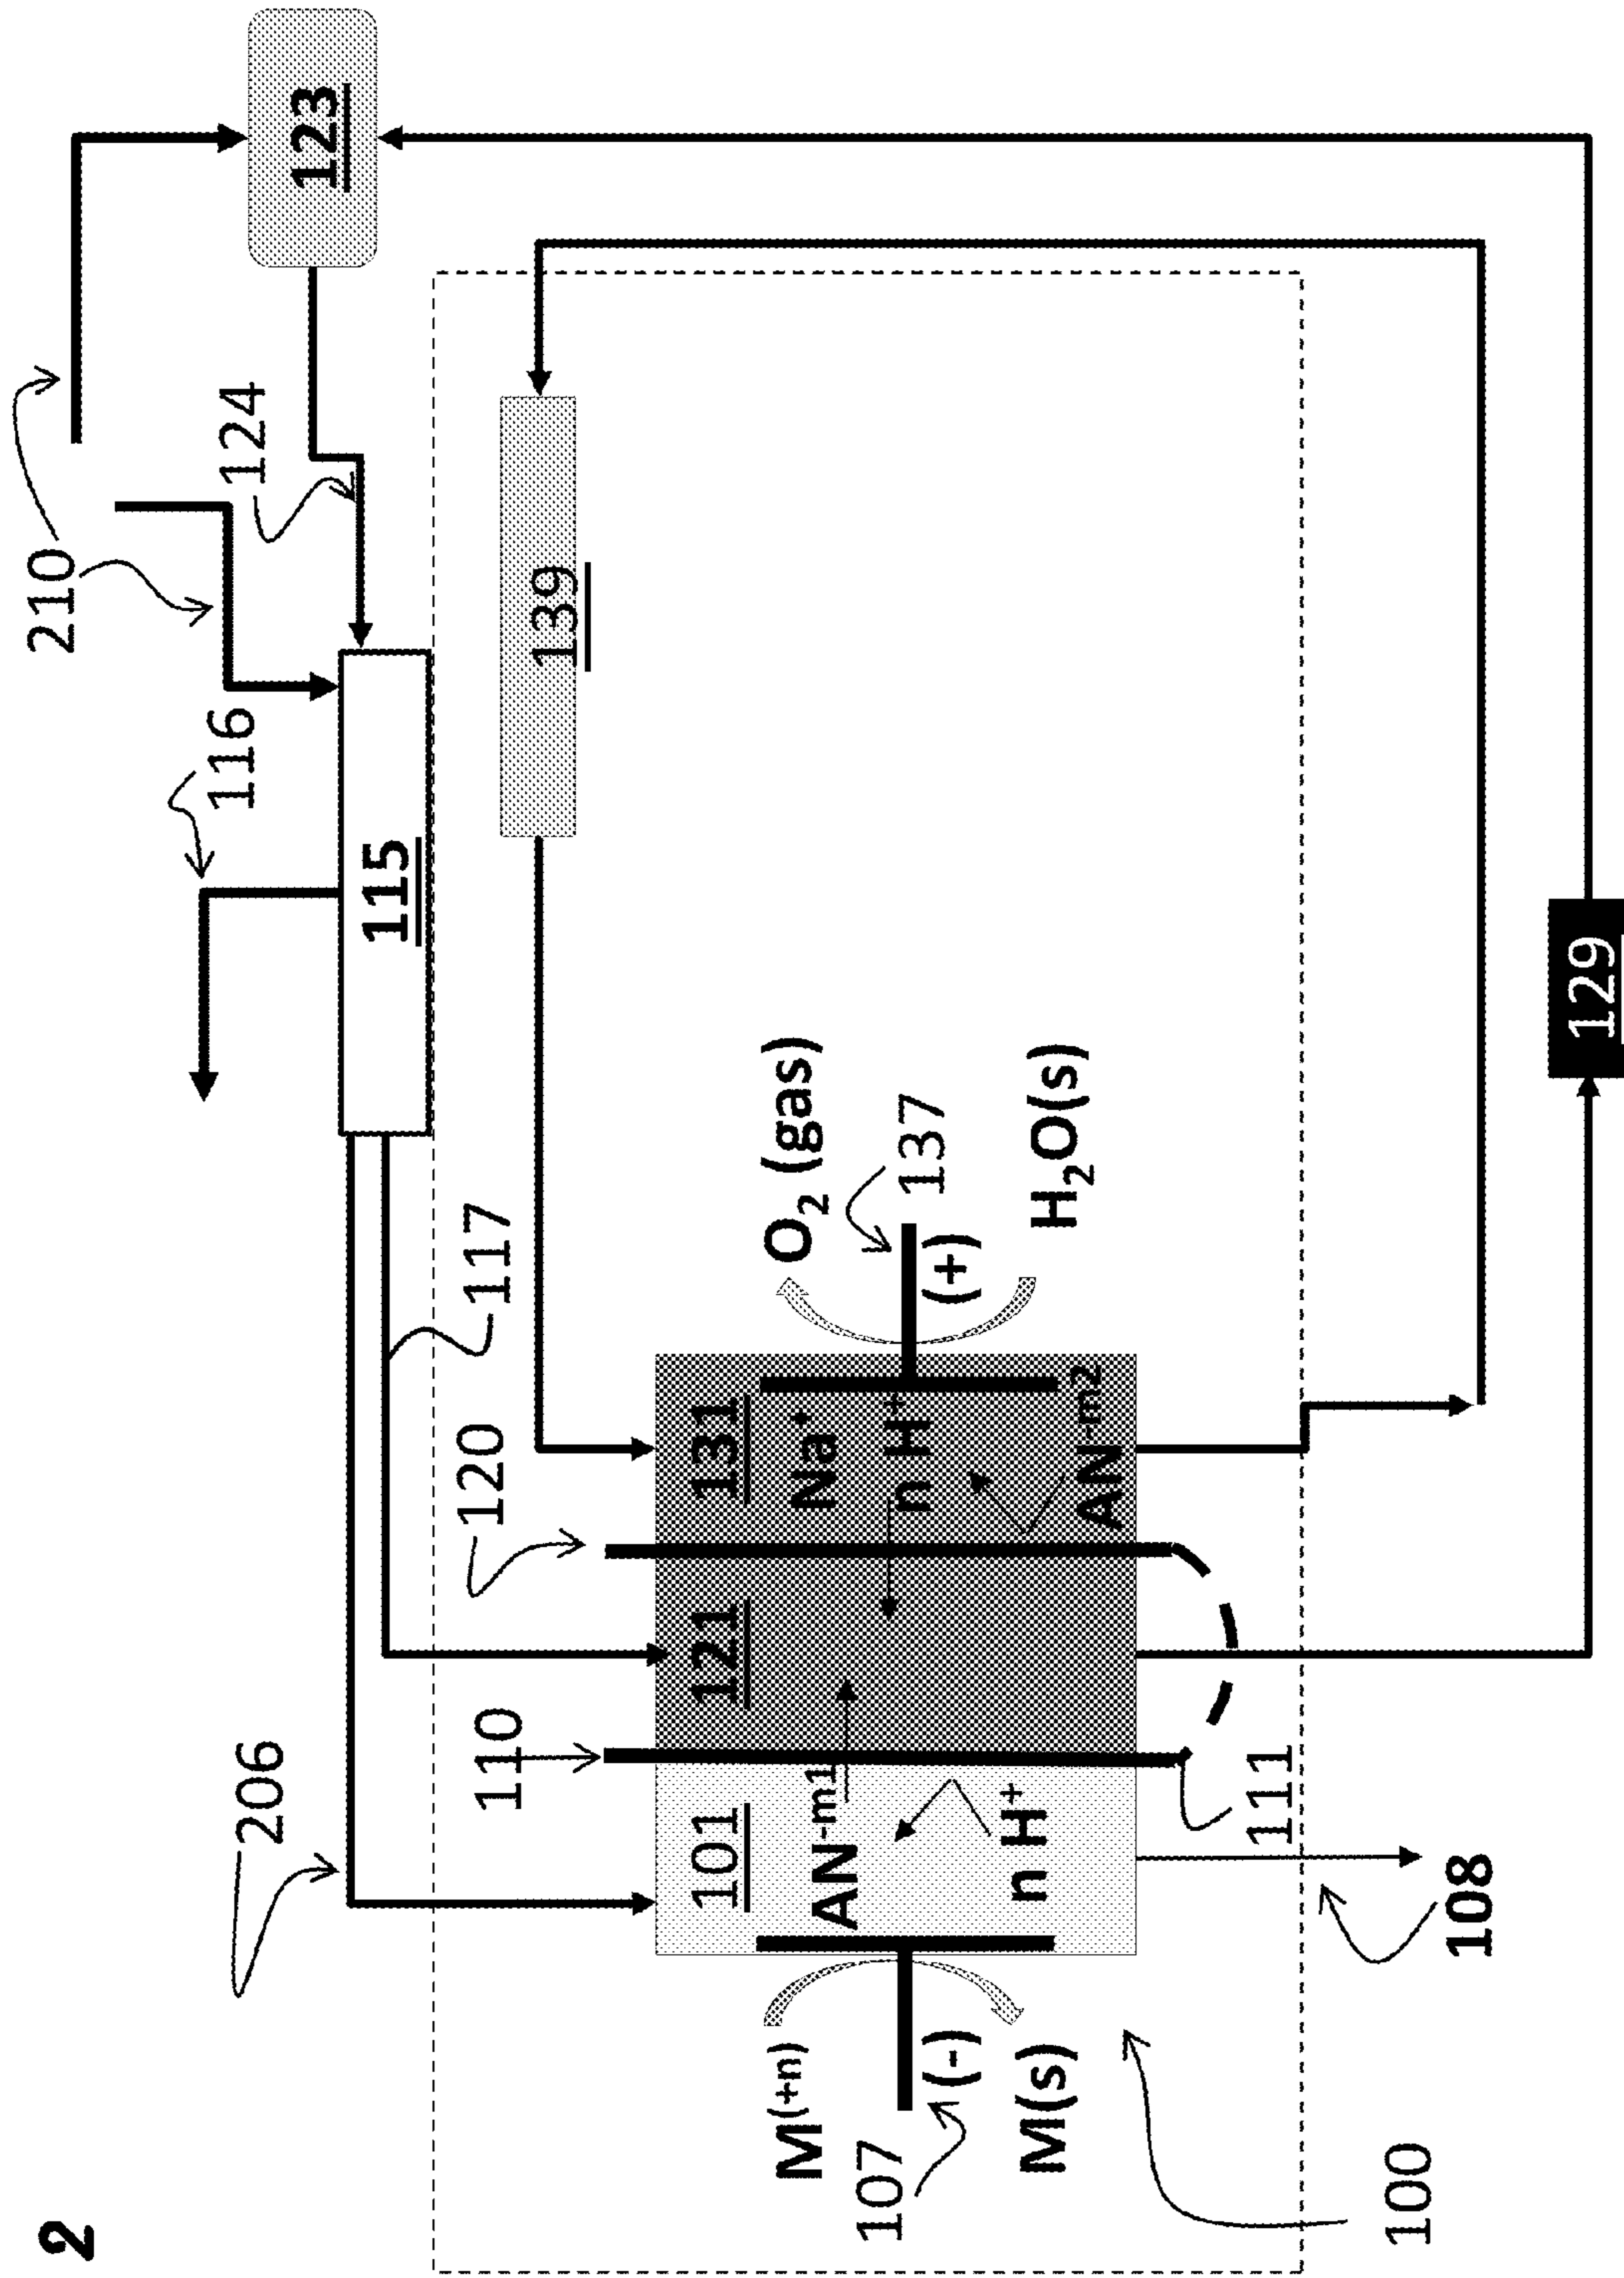 2
210
206
116
124
123
115
110
120
117
139
101
121
131
M⁽⁺ⁿ⁾
AN⁻ᵐ¹
Na⁺
O₂ (gas)
107
(-)
n H⁺
(+)
137
M(s)
n H⁺
AN⁻ᵐ²
H₂O(s)
111
100
108
129